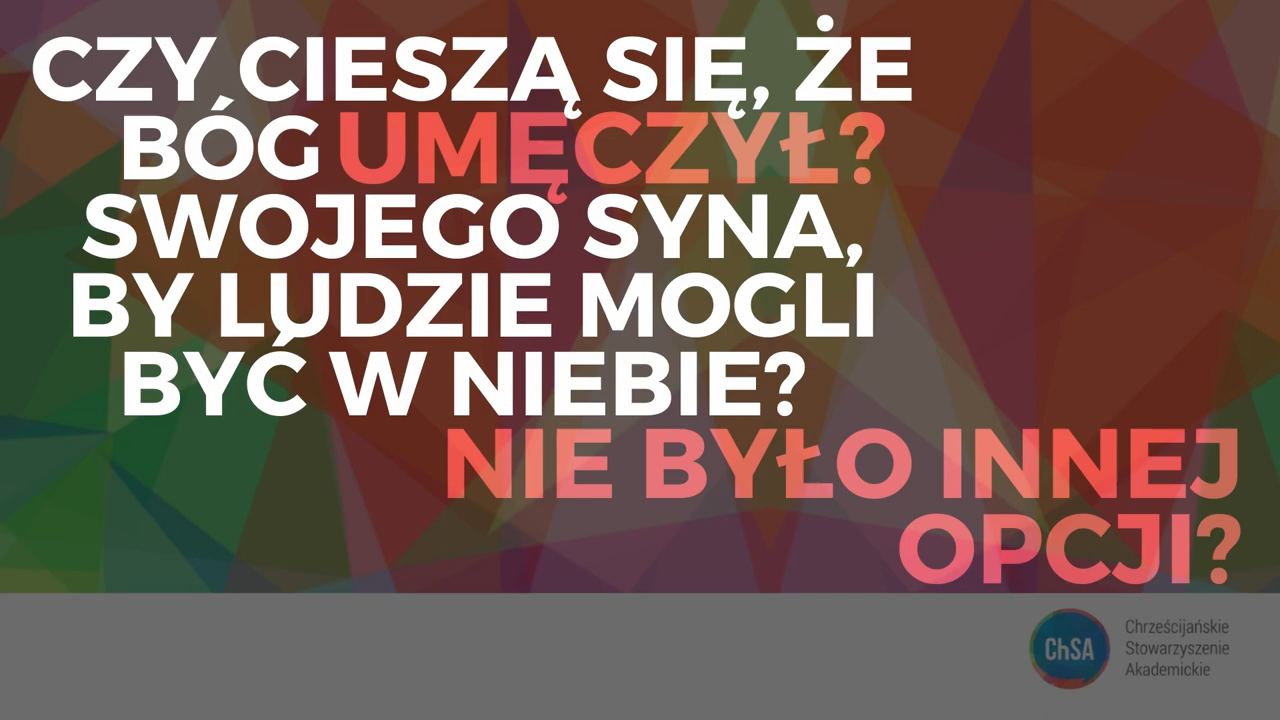 CZY CIESZĄ SIĘ, ŻE
BÓG UMĘCZYŁ?
SWOJEGO SYNA,
BY LUDZIE MOGLI
BYĆ W NIEBIE?
NIE BYŁO INNEJ
OPCJI?
ChSA
Chrześcijańskie
Stowarzyszenie
Akademickie